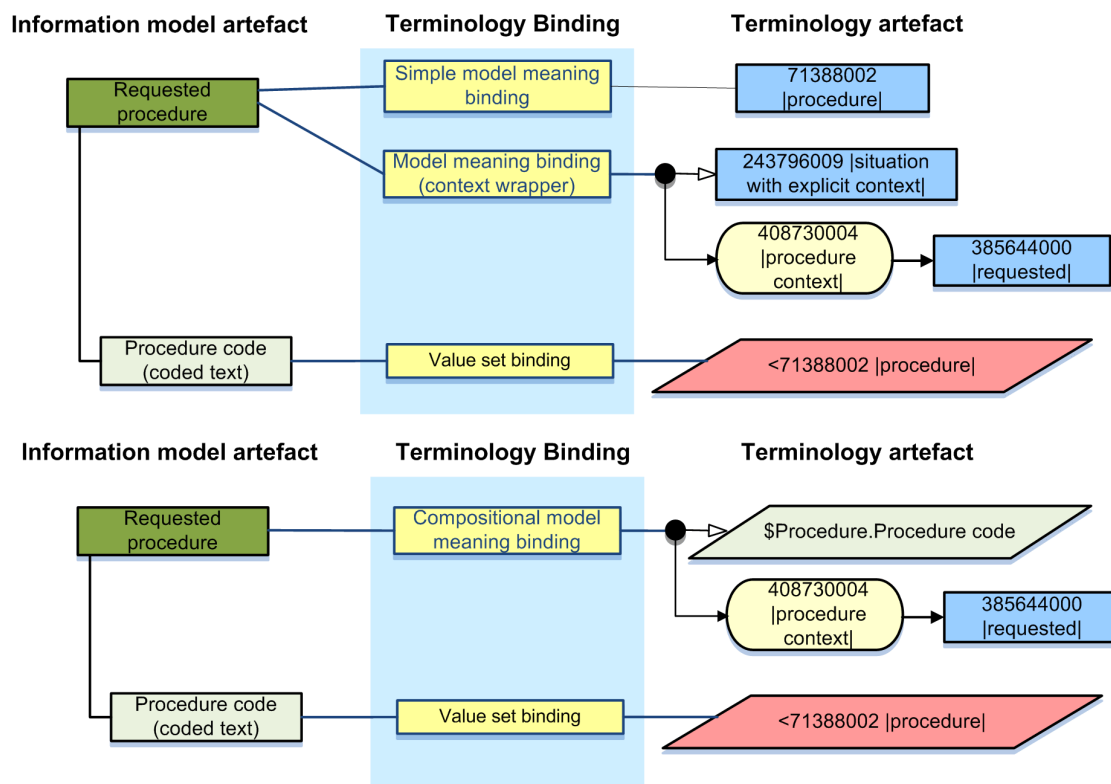 Information model artefact
Terminology Binding
Terminology artefact
Requested
procedure
Simple model meaning
binding
71388002
|procedure|
Model meaning binding
(context wrapper)
243796009 |situation
with explicit context|
408730004
|procedure
context|
385644000
|requested|
Procedure code
(coded text)
Value set binding
<71388002 |procedure|
Information model artefact
Terminology Binding
Terminology artefact
Requested
procedure
Compositional model
meaning binding
$Procedure.Procedure code
408730004
|procedure
context|
385644000
|requested|
Procedure code
(coded text)
Value set binding
<71388002 |procedure|